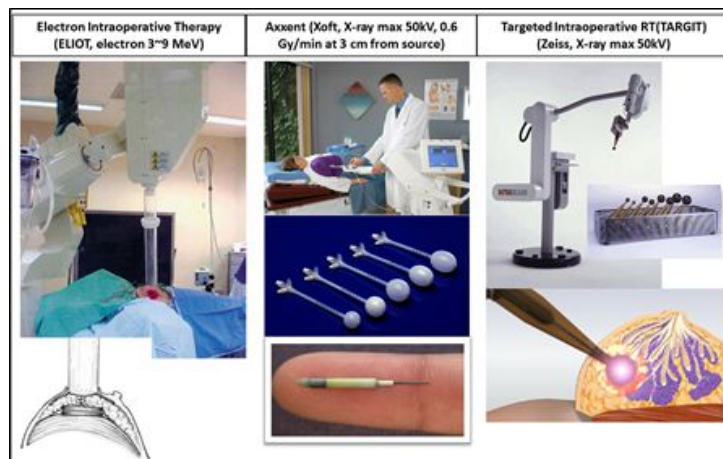 Electron Intraoperative Therapy
(ELIOT, electron 3~9 MeV)
Axxent (Xoft, X-ray max 50kV, 0.6
Gy/min at 3 cm from source)
Targeted Intraoperative RT(TARGIT)
(Zeiss, X-ray max 50kV)